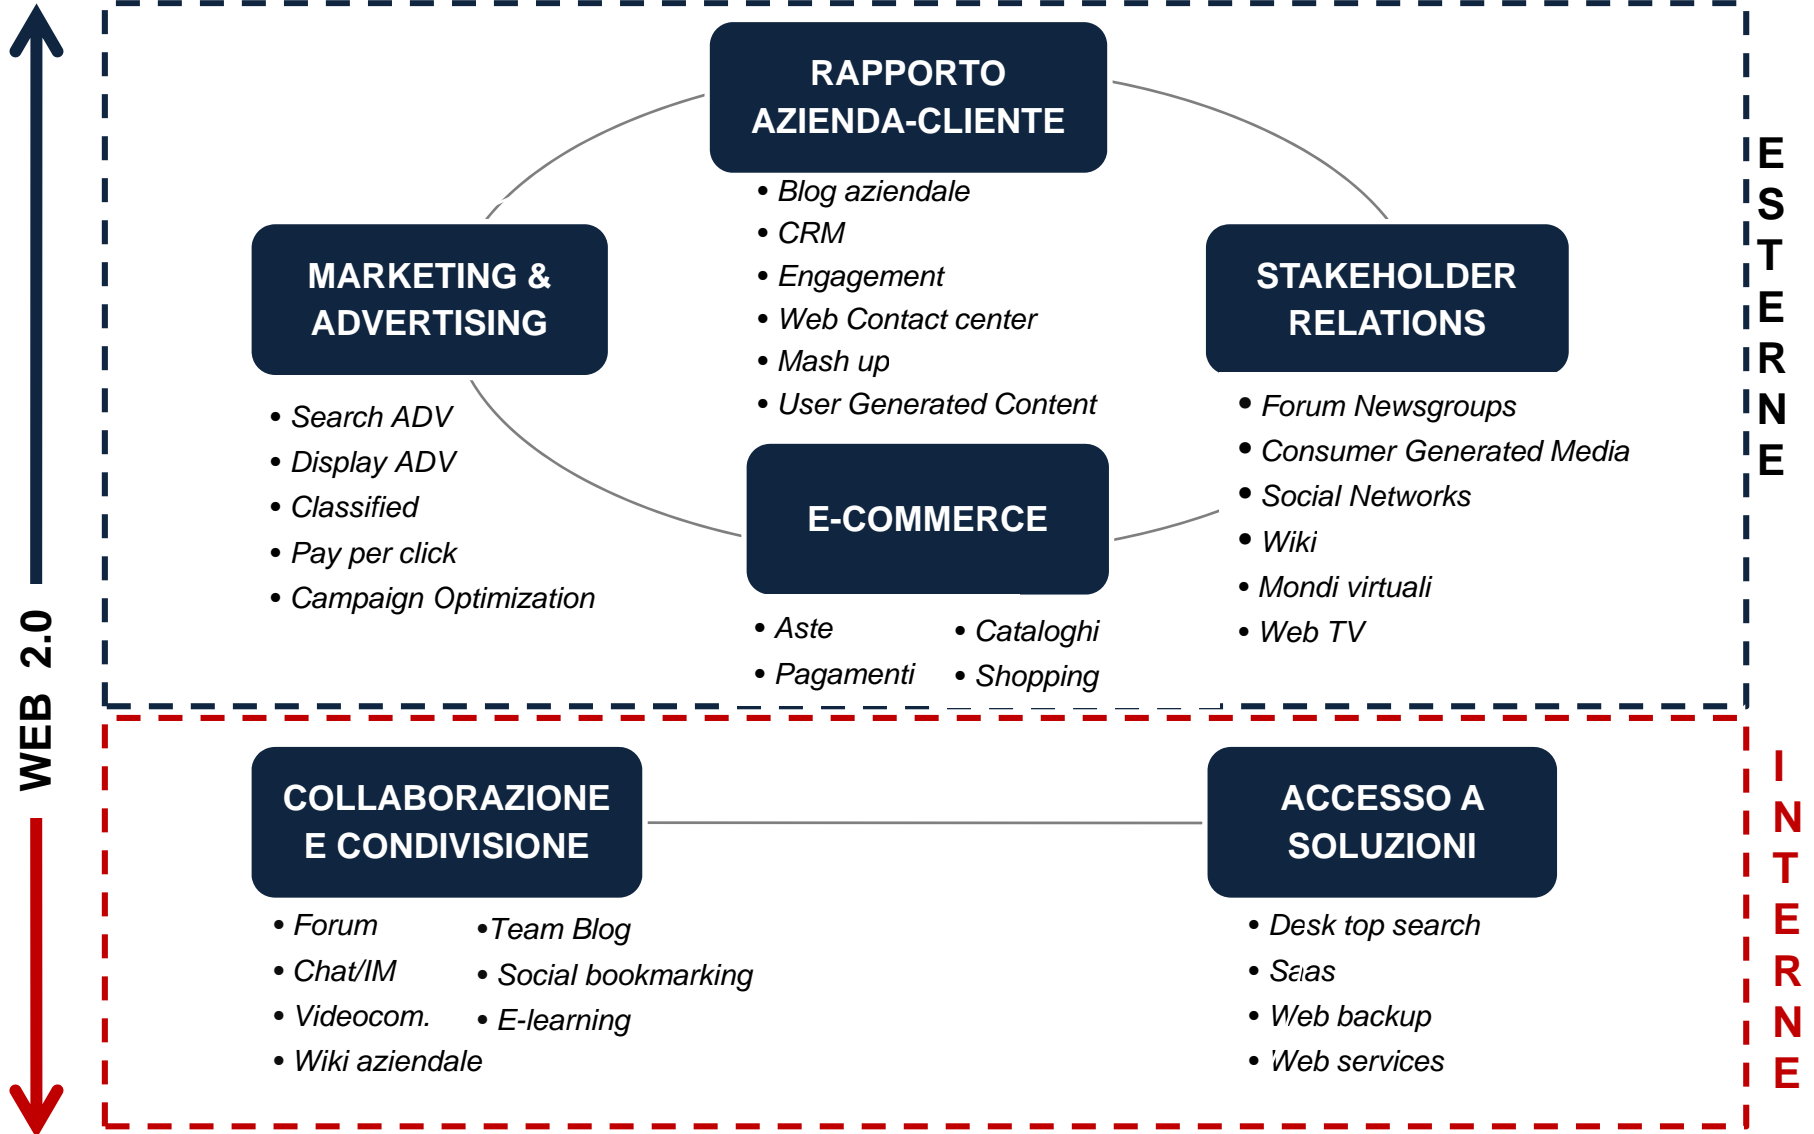 RAPPORTO
AZIENDA-CLIENTE
• Blog aziendale
• CRM
• Engagement
• Web Contact center
• Mash up
• User Generated Content
MARKETING &
ADVERTISING
• Search ADV
• Display ADV
• Classified
• Pay per click
• Campaign Optimization
STAKEHOLDER
RELATIONS
• Forum Newsgroups
• Consumer Generated Media
• Social Networks
• Wiki
• Mondi virtuali
• Web TV
E-COMMERCE
• Aste
• Pagamenti
• Cataloghi
• Shopping
ESTERNE
WEB 2.0
COLLABORAZIONE
E CONDIVISIONE
• Forum
• Chat/IM
• Videocom.
• Wiki aziendale
•Team Blog
• Social bookmarking
• E-learning
ACCESSO A
SOLUZIONI
• Desk top search
• Saas
• Web backup
• Web services
INTERNE